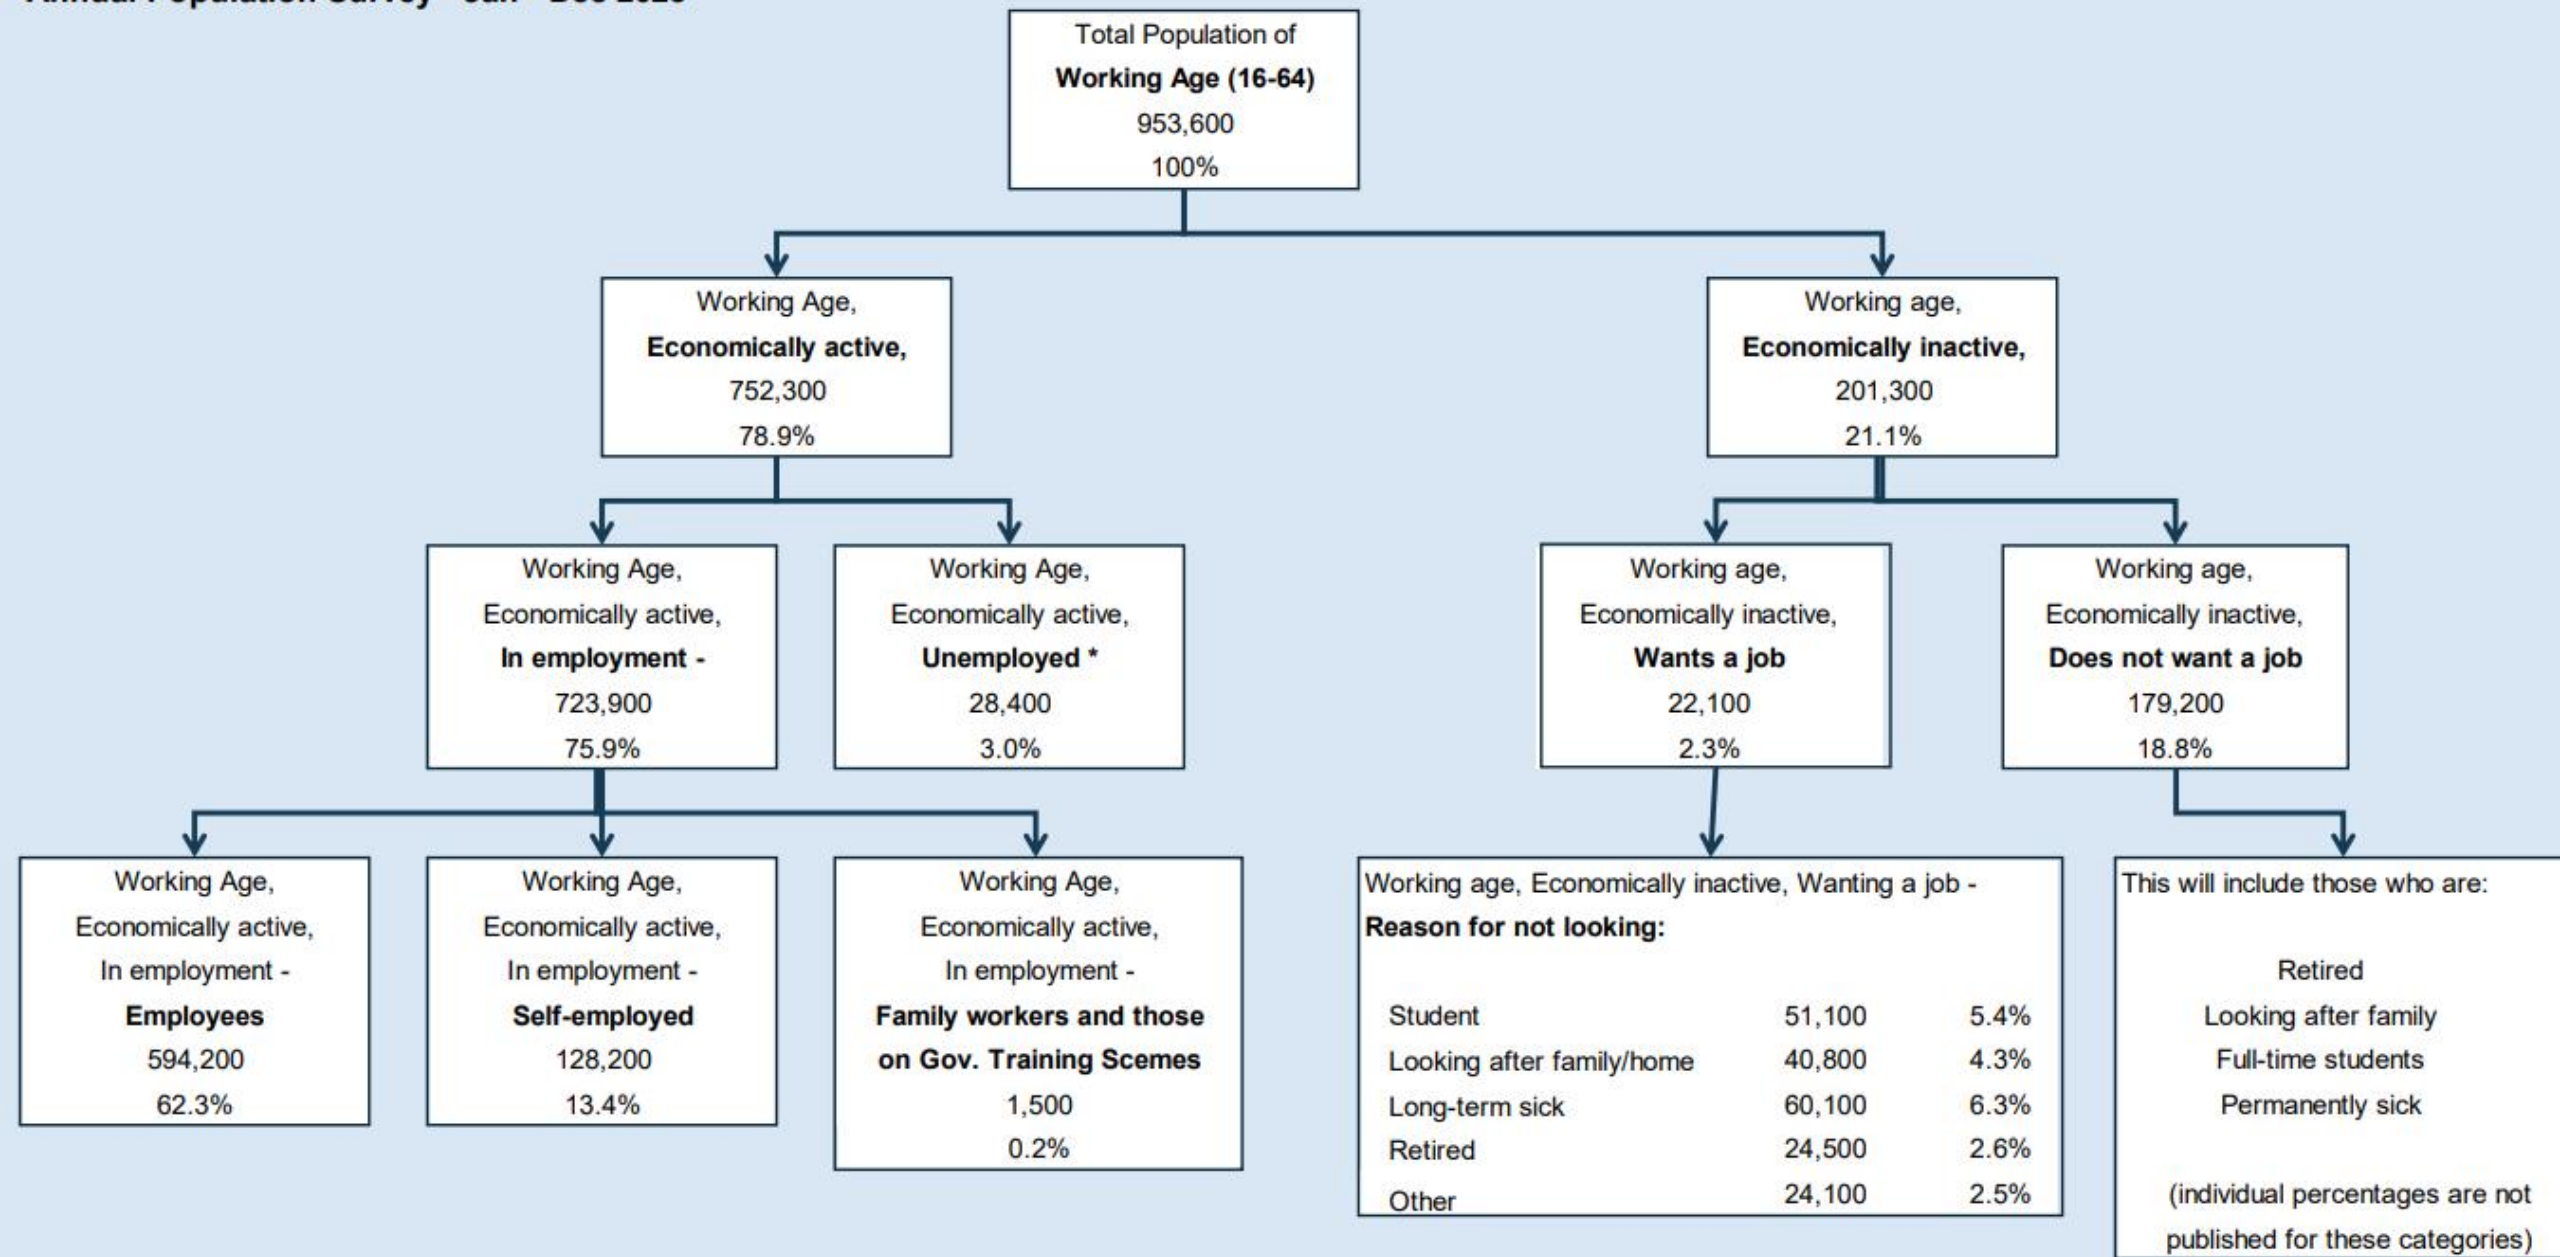 Total Population of
Working Age (16-64)
953,600
100%
Working Age,
Economically active,
752,300
78.9%
Working age,
Economically inactive,
201,300
21.1%
Working Age,
Economically active,
In employment -
723,900
75.9%
Working Age,
Economically active,
Unemployed *
28,400
3.0%
Working age,
Economically inactive,
Wants a job
22,100
2.3%
Working age,
Economically inactive,
Does not want a job
179,200
18.8%
Working Age,
Economically active,
In employment -
Employees
594,200
62.3%
Working Age,
Economically active,
In employment -
Self-employed
128,200
13.4%
Working Age,
Economically active,
In employment -
Family workers and those
on Gov. Training Scemes
1,500
0.2%
Working age, Economically inactive, Wanting a job -
Reason for not looking:
Student 51,100 5.4%
Looking after family/home 40,800 4.3%
Long-term sick 60,100 6.3%
Retired 24,500 2.6%
Other 24,100 2.5%
This will include those who are:
Retired
Looking after family
Full-time students
Permanently sick
(individual percentages are not
published for these categories)